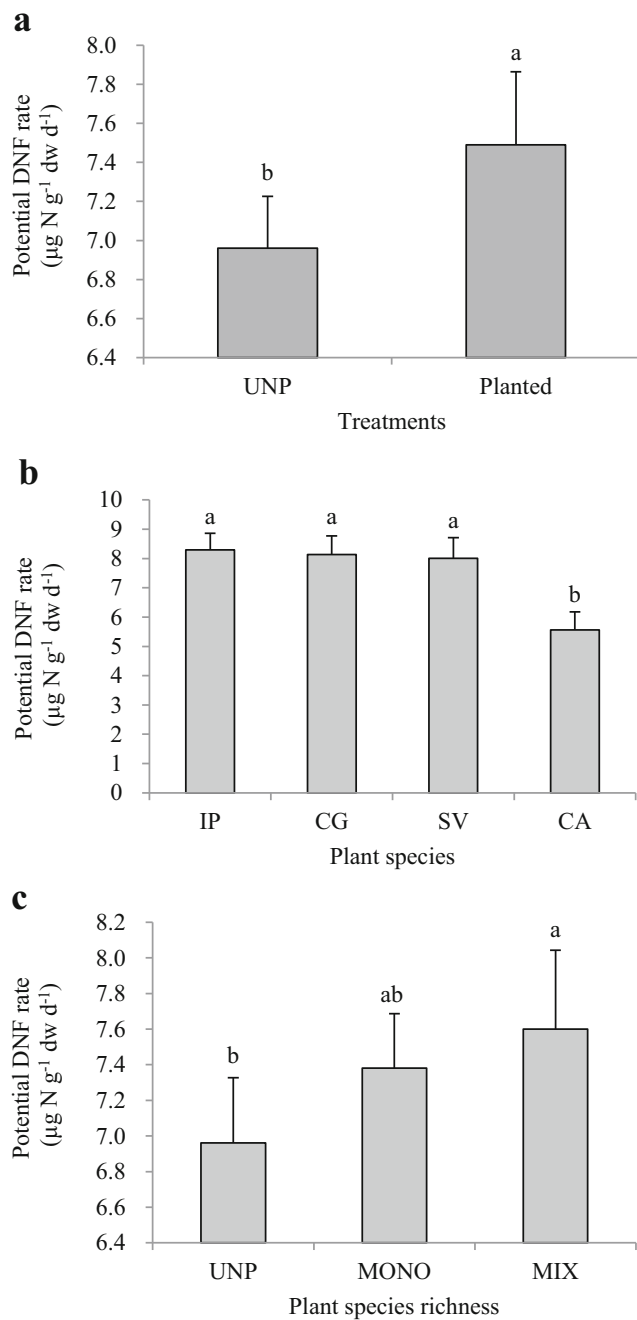 a
Potential DNF rate
(µg N g-1 dw d-1)
8.0
7.8
7.6
7.4
7.2
7.0
6.8
6.6
6.4
b
a
UNP
Planted
Treatments
b
Potential DNF rate
(µg N g-1 dw d-1)
10
9
8
7
6
5
4
3
2
1
0
a
a
a
b
IP
CG
SV
CA
Plant species
c
Potential DNF rate
(µg N g-1 dw d-1)
8.2
8.0
7.8
7.6
7.4
7.2
7.0
6.8
6.6
6.4
b
ab
a
UNP
MONO
MIX
Plant species richness